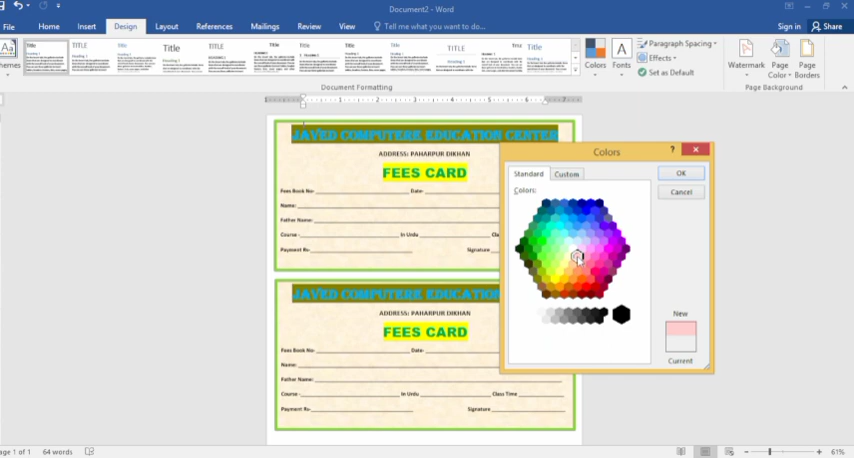 Document2 - Word
File Home Insert Design Layout References Mailings Review View Tell me what you want to do... Sign in Share
Aa Title TITLE Title Title TITLE Title Title Title Title TITLE Title Title
A Paragraph Spacing
Effects
Set as Default
Colors Fonts Watermark Page Color Page Borders
Document Formatting Page Background
JAVED COMPUTERE EDUCATION CENTER
ADDRESS: PAHARPUR DIKHAN
FEES CARD
Fees Book No- Date-
Name:
Father Name:
Course - In Urdu
Payment Rs- Signature
JAVED COMPUTERE EDUCATION
ADDRESS: PAHARPUR DIKHAN
FEES CARD
Fees Book No- Date-
Name:
Father Name:
Course - In Urdu Class Time
Payment Rs- Signature
Colors ?
Standard Custom
Colors:
OK
Cancel
New
Current
64 words 61%